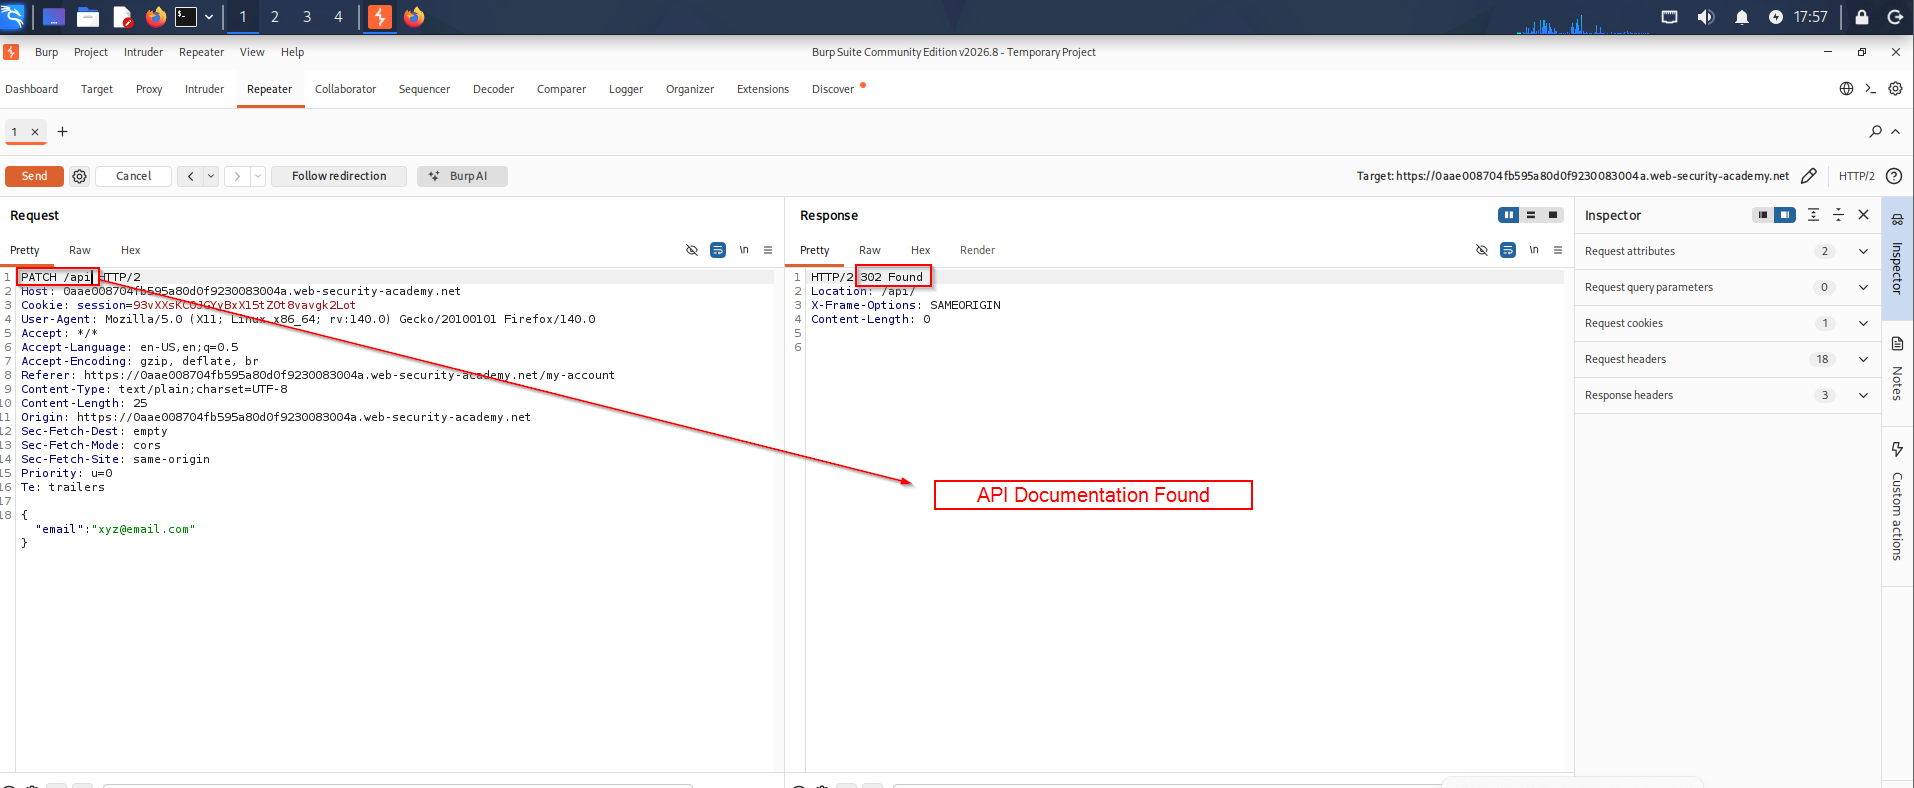 1 2 3 4 17:57
Burp Project Intruder Repeater View Help Burp Suite Community Edition v2026.8 - Temporary Project
Dashboard Target Proxy Intruder Repeater Collaborator Sequencer Decoder Comparer Logger Organizer Extensions Discover
1 × +
Send Cancel < > Follow redirection Burp AI Target: https://0aae008704fb595a80d0f9230083004a.web-security-academy.net HTTP/2
Request
Pretty Raw Hex \n
1 PATCH /api HTTP/2
2 Host: 0aae008704fb595a80d0f9230083004a.web-security-academy.net
3 Cookie: session=
4 User-Agent: Mozilla/5.0 (X11; Linux x86_64; rv:140.0) Gecko/20100101 Firefox/140.0
5 Accept: */*
6 Accept-Language: en-US,en;q=0.5
7 Accept-Encoding: gzip, deflate, br
8 Referer: https://0aae008704fb595a80d0f9230083004a.web-security-academy.net/my-account
9 Content-Type: text/plain;charset=UTF-8
10 Content-Length: 25
11 Origin: https://0aae008704fb595a80d0f9230083004a.web-security-academy.net
12 Sec-Fetch-Dest: empty
13 Sec-Fetch-Mode: cors
14 Sec-Fetch-Site: same-origin
15 Priority: u=0
16 Te: trailers
17
18 {
"email":"xyz@email.com"
}
Response
Pretty Raw Hex Render \n
1 HTTP/2 302 Found
2 Location: /api/
3 X-Frame-Options: SAMEORIGIN
4 Content-Length: 0
5
6
API Documentation Found
Inspector
Request attributes 2
Request query parameters 0
Request cookies 1
Request headers 18
Response headers 3
Inspector
Notes
Custom actions